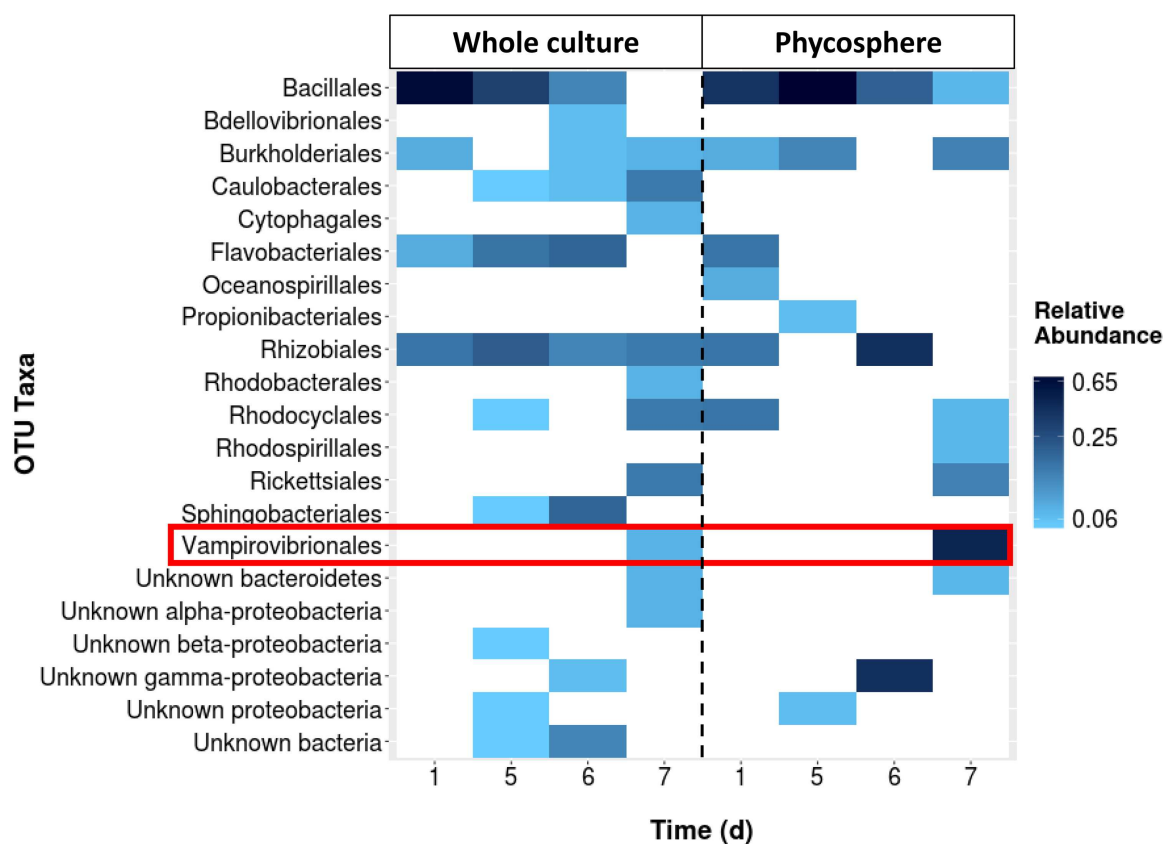 Whole culture
Phycosphere
Bacillales
Bdellovibrionales
Burkholderiales
Caulobacterales
Cytophagales
Flavobacteriales
Oceanospirillales
Propionibacteriales
Rhizobiales
Rhodobacterales
Rhodocyclales
Rhodospirillales
Rickettsiales
Sphingobacteriales
Vampirovibrionales
Unknown bacteroidetes
Unknown alpha-proteobacteria
Unknown beta-proteobacteria
Unknown gamma-proteobacteria
Unknown proteobacteria
Unknown bacteria
OTU Taxa
1 5 6 7 1 5 6 7
Time (d)
Relative
Abundance
0.65
0.25
0.06